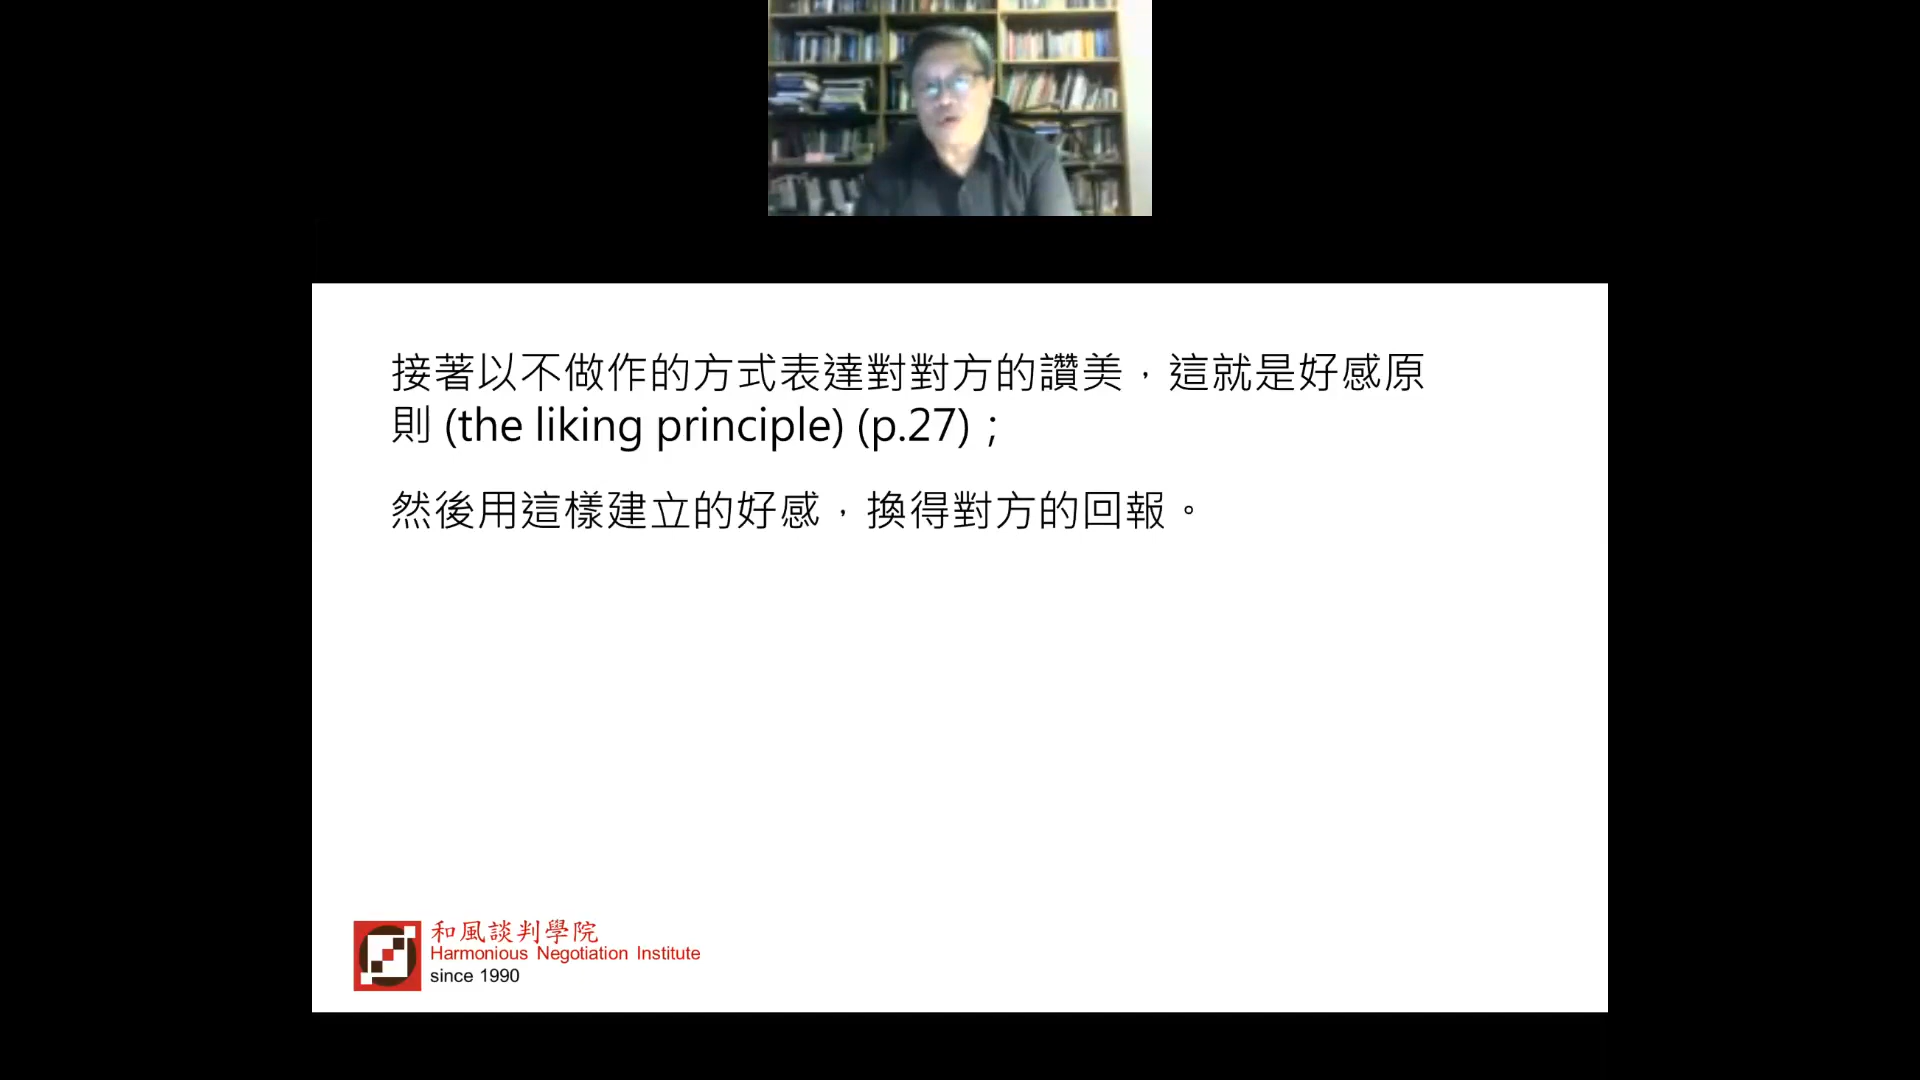 接著以不做作的方式表達對對方的讚美，這就是好感原
則 (the liking principle) (p.27)；
然後用這樣建立的好感，換得對方的回報。
和風談判學院
Harmonious Negotiation Institute
since 1990